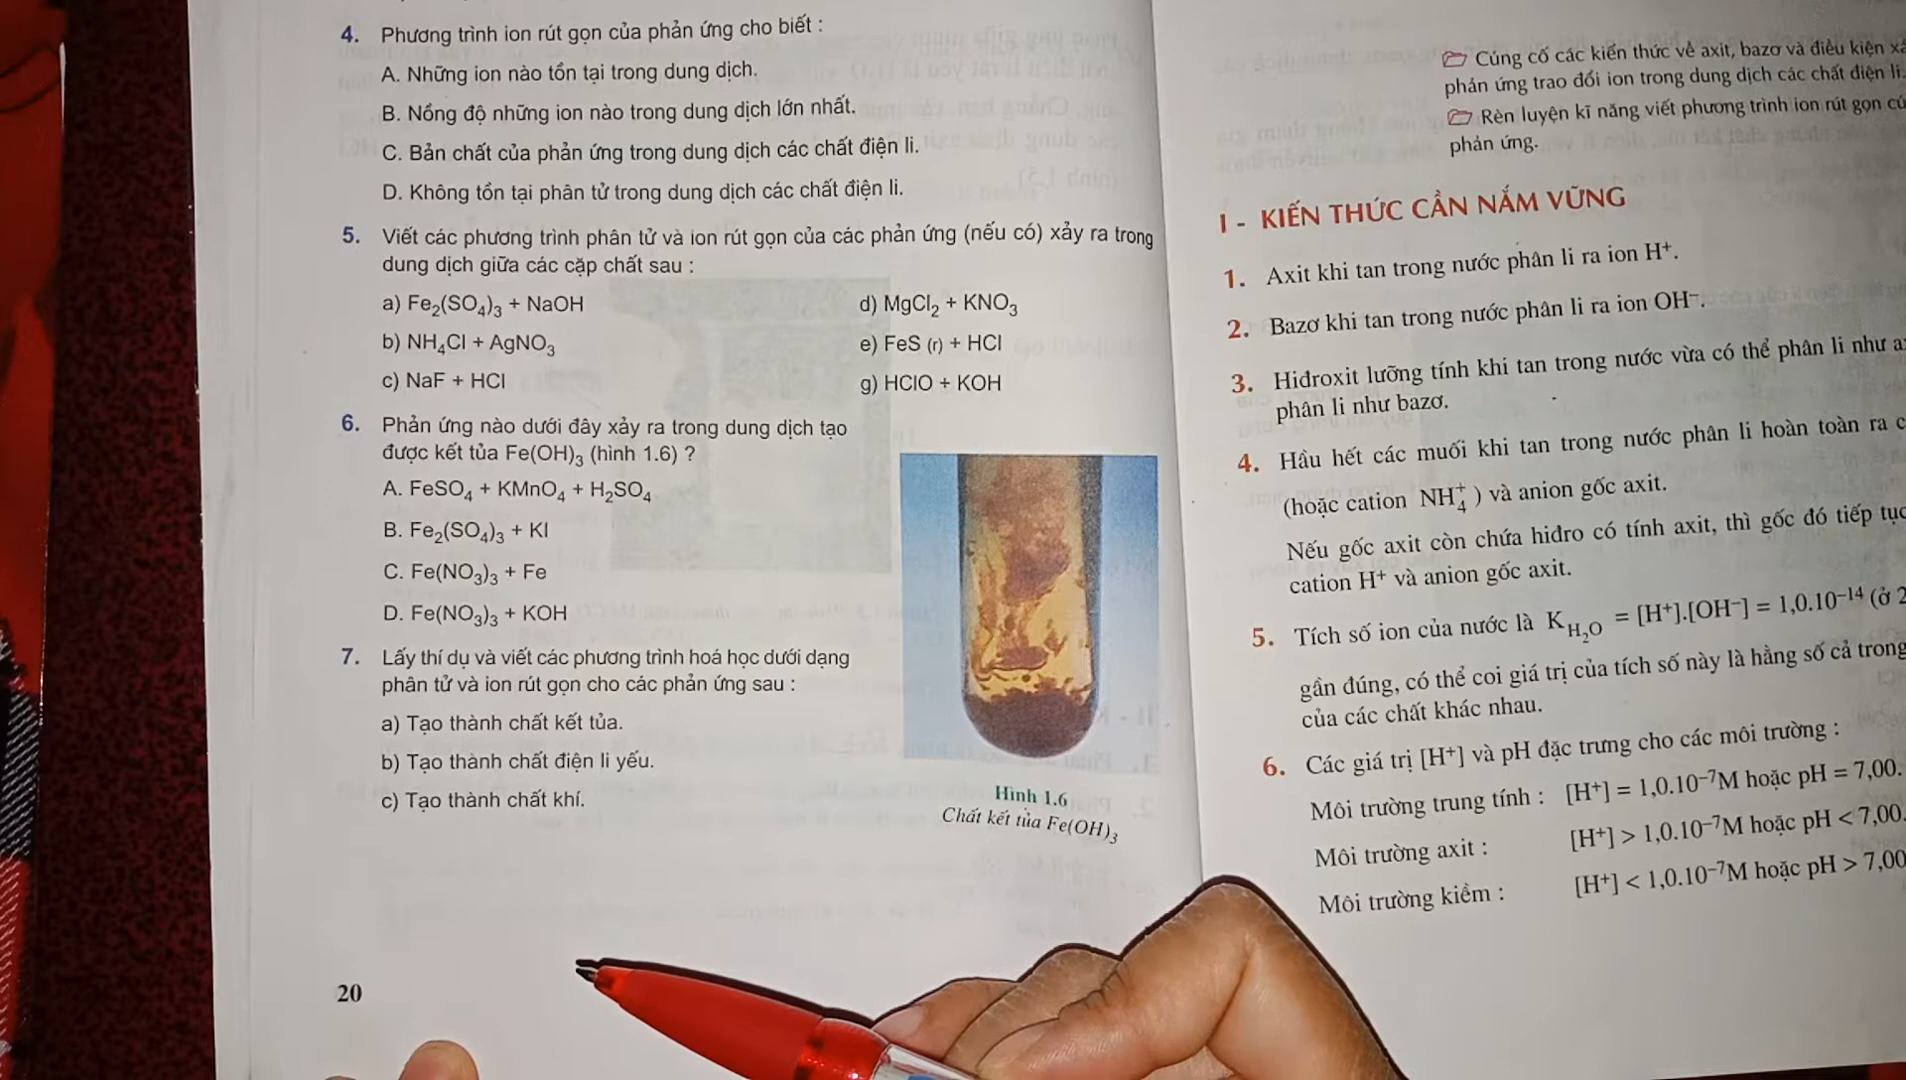 4. Phương trình ion rút gọn của phản ứng cho biết :
A. Những ion nào tồn tại trong dung dịch.
B. Nồng độ những ion nào trong dung dịch lớn nhất.
C. Bản chất của phản ứng trong dung dịch các chất điện li.
D. Không tồn tại phân tử trong dung dịch các chất điện li.
5. Viết các phương trình phân tử và ion rút gọn của các phản ứng (nếu có) xảy ra trong
dung dịch giữa các cặp chất sau :
a) Fe₂(SO₄)₃ + NaOH
d) MgCl₂ + KNO₃
b) NH₄Cl + AgNO₃
e) FeS (r) + HCl
c) NaF + HCl
g) HClO + KOH
6. Phản ứng nào dưới đây xảy ra trong dung dịch tạo
được kết tủa Fe(OH)₃ (hình 1.6) ?
A. FeSO₄ + KMnO₄ + H₂SO₄
B. Fe₂(SO₄)₃ + KI
C. Fe(NO₃)₃ + Fe
D. Fe(NO₃)₃ + KOH
7. Lấy thí dụ và viết các phương trình hoá học dưới dạng
phân tử và ion rút gọn cho các phản ứng sau :
a) Tạo thành chất kết tủa.
b) Tạo thành chất điện li yếu.
c) Tạo thành chất khí.
Hình 1.6
Chất kết tủa Fe(OH)₃
20
Củng cố các kiến thức về axit, bazơ và điều kiện
phản ứng trao đổi ion trong dung dịch các chất điện li.
Rèn luyện kĩ năng viết phương trình ion rút gọn
phản ứng.
I - KIẾN THỨC CẦN NẮM VỮNG
1. Axit khi tan trong nước phân li ra ion H⁺.
2. Bazơ khi tan trong nước phân li ra ion OH⁻.
3. Hiđroxit lưỡng tính khi tan trong nước vừa có thể phân li như
phân li như bazơ.
4. Hầu hết các muối khi tan trong nước phân li hoàn toàn ra
(hoặc cation NH₄⁺) và anion gốc axit.
Nếu gốc axit còn chứa hiđro có tính axit, thì gốc đó tiếp tục
cation H⁺ và anion gốc axit.
5. Tích số ion của nước là K_H₂O = [H⁺].[OH⁻] = 1,0.10⁻¹⁴ (ở 2
gần đúng, có thể coi giá trị của tích số này là hằng số cả trong
của các chất khác nhau.
6. Các giá trị [H⁺] và pH đặc trưng cho các môi trường :
Môi trường trung tính : [H⁺] = 1,0.10⁻⁷M hoặc pH = 7,00.
Môi trường axit : [H⁺] > 1,0.10⁻⁷M hoặc pH < 7,00.
Môi trường kiềm : [H⁺] < 1,0.10⁻⁷M hoặc pH > 7,00